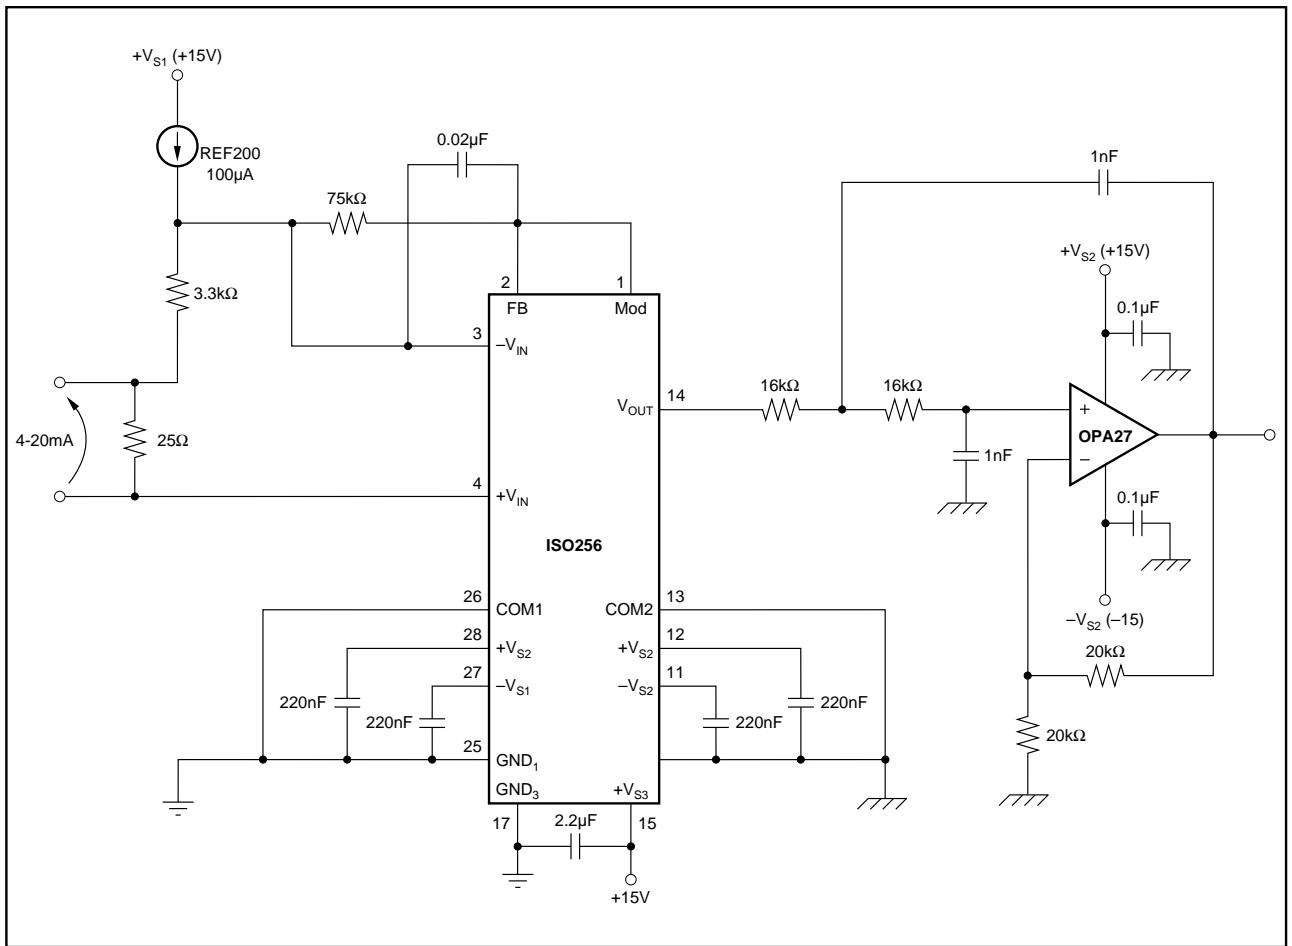 +VS1 (+15V)
REF200
100µA
0.02µF
75kΩ
3.3kΩ
1nF
+VS2 (+15V)
2
1
FB
Mod
3
–VIN
0.1µF
VOUT
14
16kΩ
16kΩ
+
OPA27
–
4-20mA
25Ω
1nF
4
+VIN
0.1µF
ISO256
–VS2 (–15)
26
COM1
COM2
13
28
+VS2
+VS2
12
27
–VS1
–VS2
11
20kΩ
220nF
220nF
220nF
220nF
20kΩ
25
GND1
GND3
+VS3
17
2.2µF
15
+15V